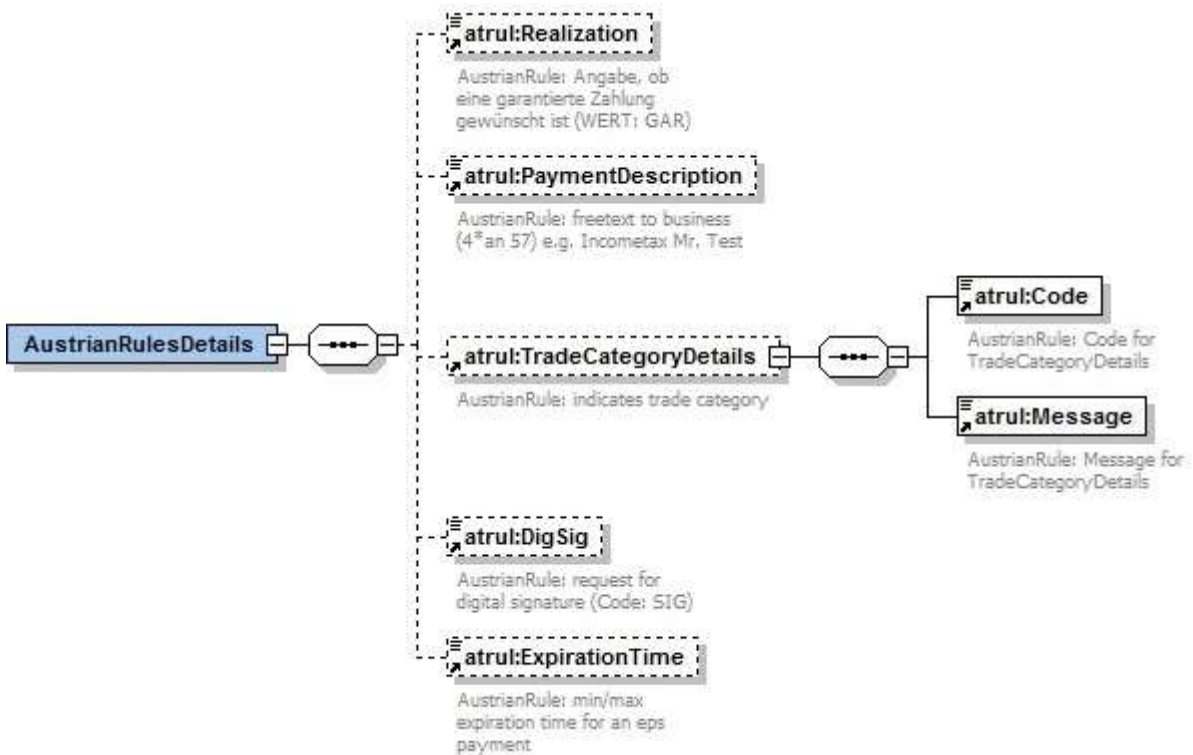 atrul:Realization
AustrianRule: Angabe, ob
eine garantierte Zahlung
gewünscht ist (WERT: GAR)
atrul:PaymentDescription
AustrianRule: freetext to business
(4*an 57) e.g. Incometax Mr. Test
AustrianRulesDetails
atrul:TradeCategoryDetails
AustrianRule: indicates trade category
atrul:Code
AustrianRule: Code for
TradeCategoryDetails
atrul:Message
AustrianRule: Message for
TradeCategoryDetails
atrul:DigSig
AustrianRule: request for
digital signature (Code: SIG)
atrul:ExpirationTime
AustrianRule: min/max
expiration time for an eps
payment